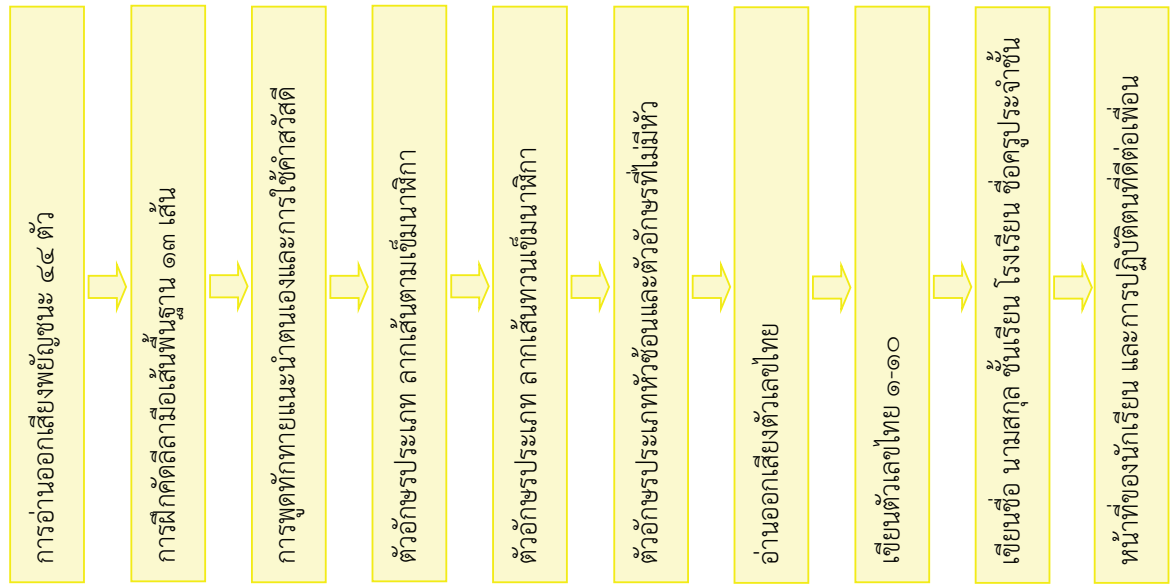 การอ่านออกเสียงพยัญชนะ ๔๔ ตัว
การฝึกคัดลีลามือเส้นพื้นฐาน ๑๓ เส้น
การพูดทักทายแนะนำตนเองและการใช้คำสวัสดี
ตัวอักษรประเภท ลากเส้นตามเข็มนาฬิกา
ตัวอักษรประเภท ลากเส้นทวนเข็มนาฬิกา
ตัวอักษรประเภทหัวซ้อนและตัวอักษรที่ไม่มีหัว
อ่านออกเสียงตัวเลขไทย
เขียนตัวเลขไทย ๑-๑๐
เขียนชื่อ นามสกุล ชั้นเรียน โรงเรียน ชื่อครูประจำชั้น
หน้าที่ของนักเรียน และการปฏิบัติตนที่ดีต่อเพื่อน